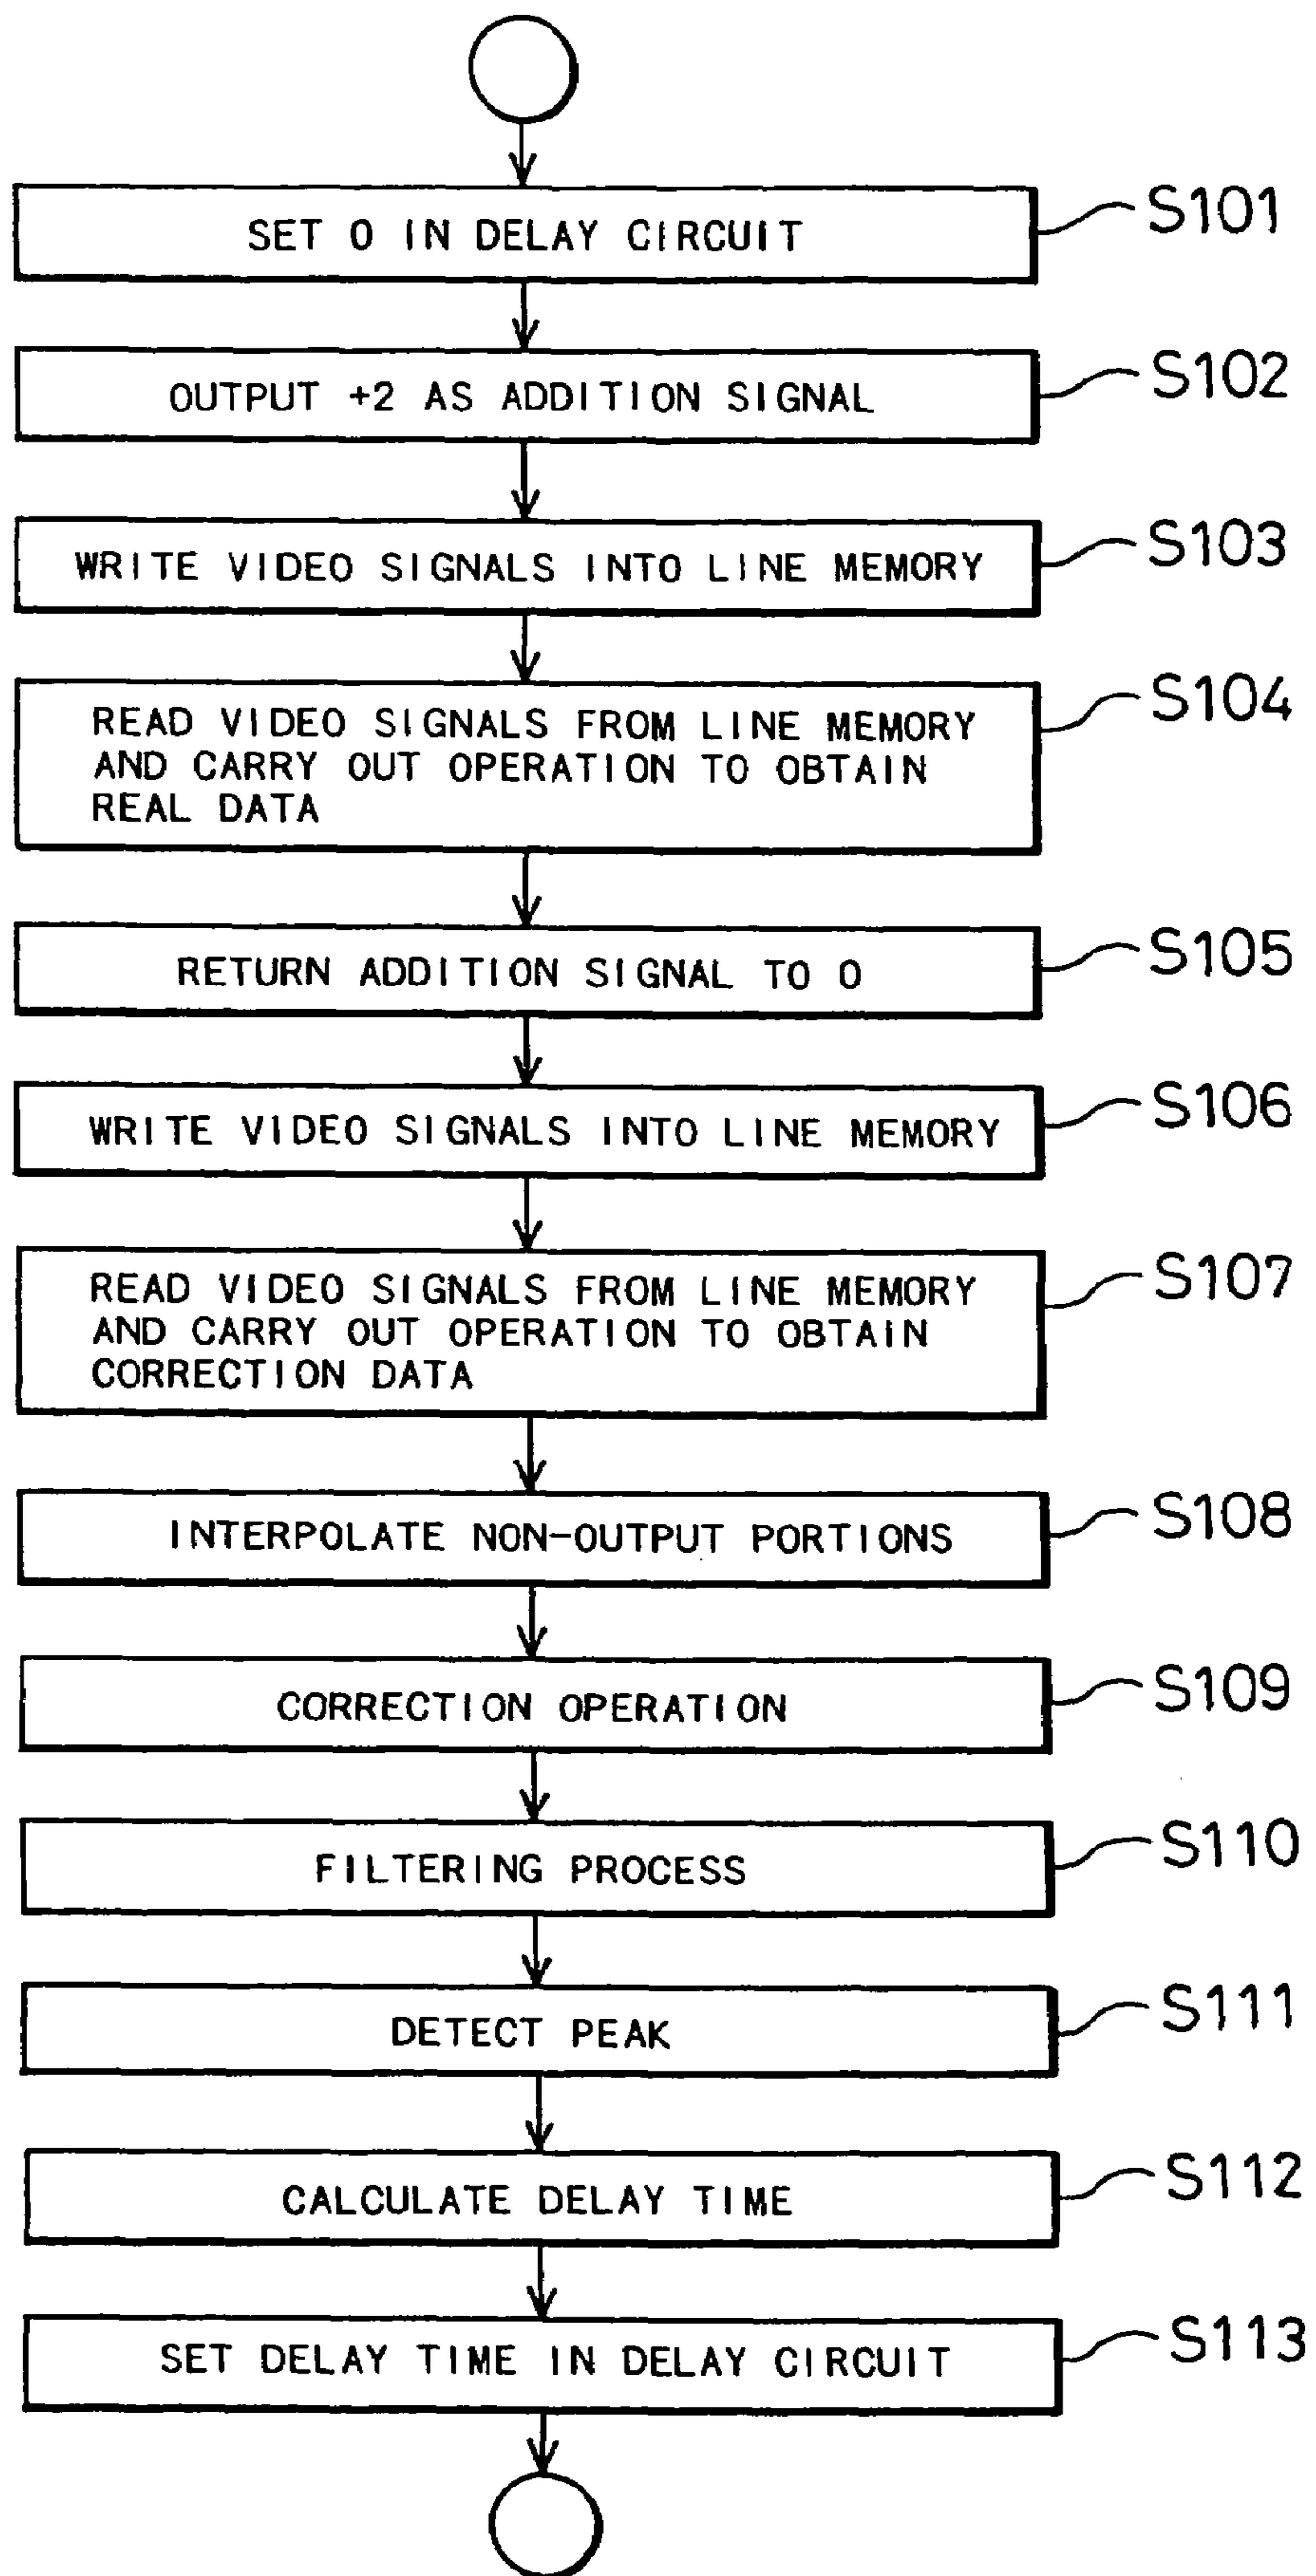 SET 0 IN DELAY CIRCUIT
S101
OUTPUT +2 AS ADDITION SIGNAL
S102
WRITE VIDEO SIGNALS INTO LINE MEMORY
S103
READ VIDEO SIGNALS FROM LINE MEMORY
AND CARRY OUT OPERATION TO OBTAIN
REAL DATA
S104
RETURN ADDITION SIGNAL TO 0
S105
WRITE VIDEO SIGNALS INTO LINE MEMORY
S106
READ VIDEO SIGNALS FROM LINE MEMORY
AND CARRY OUT OPERATION TO OBTAIN
CORRECTION DATA
S107
INTERPOLATE NON-OUTPUT PORTIONS
S108
CORRECTION OPERATION
S109
FILTERING PROCESS
S110
DETECT PEAK
S111
CALCULATE DELAY TIME
S112
SET DELAY TIME IN DELAY CIRCUIT
S113